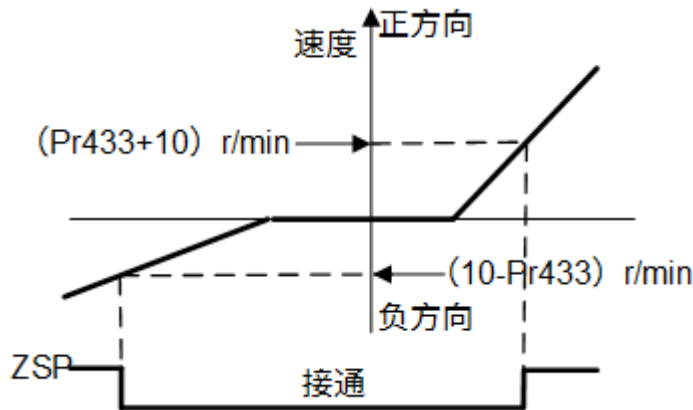 正方向
速度
（Pr433+10）r/min
（10-Pr433）r/min
负方向
ZSP
接通